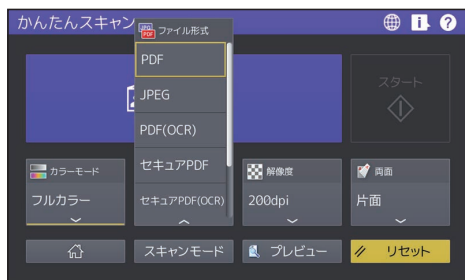 かんたんスキャン
JPG
PDF
ファイル形式
PDF
JPEG
PDF(OCR)
セキュアPDF
セキュアPDF(OCR)
スタート
カラーモード
フルカラー
解像度
200dpi
両面
片面
スキャンモード
プレビュー
リセット